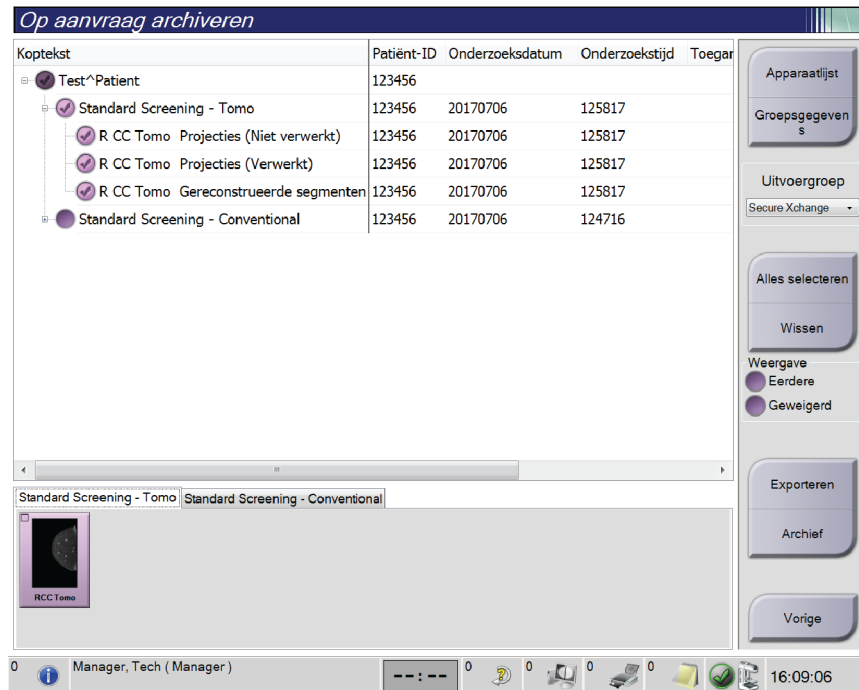 Op aanvraag archiveren
Koptekst Patiënt-ID Onderzoeksdatum Onderzoekstijd Toegar
Test^Patient 123456
Standard Screening - Tomo 123456 20170706 125817
R CC Tomo Projecties (Niet verwerkt) 123456 20170706 125817
R CC Tomo Projecties (Verwerkt) 123456 20170706 125817
R CC Tomo Gereconstrueerde segmenten 123456 20170706 125817
Standard Screening - Conventional 123456 20170706 124716
Apparaatlijst
Groepsgegeven
s
Uitvoergroep
Secure Xchange
Alles selecteren
Wissen
Weergave
Eerdere
Geweigerd
Exporteren
Archief
Vorige
Standard Screening - Tomo Standard Screening - Conventional
RCC Tomo
0 Manager, Tech ( Manager ) --:-- 0 0 0 0 16:09:06